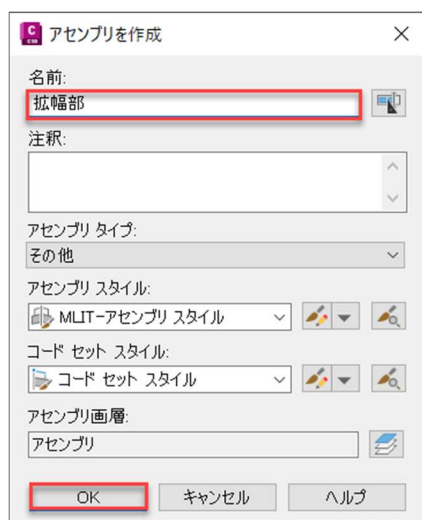 アセンブリを作成
名前:
拡幅部
注釈:
アセンブリ タイプ:
その他
アセンブリ スタイル:
MLIT-アセンブリ スタイル
コード セット スタイル:
コード セット スタイル
アセンブリ画層:
アセンブリ
OK キャンセル ヘルプ